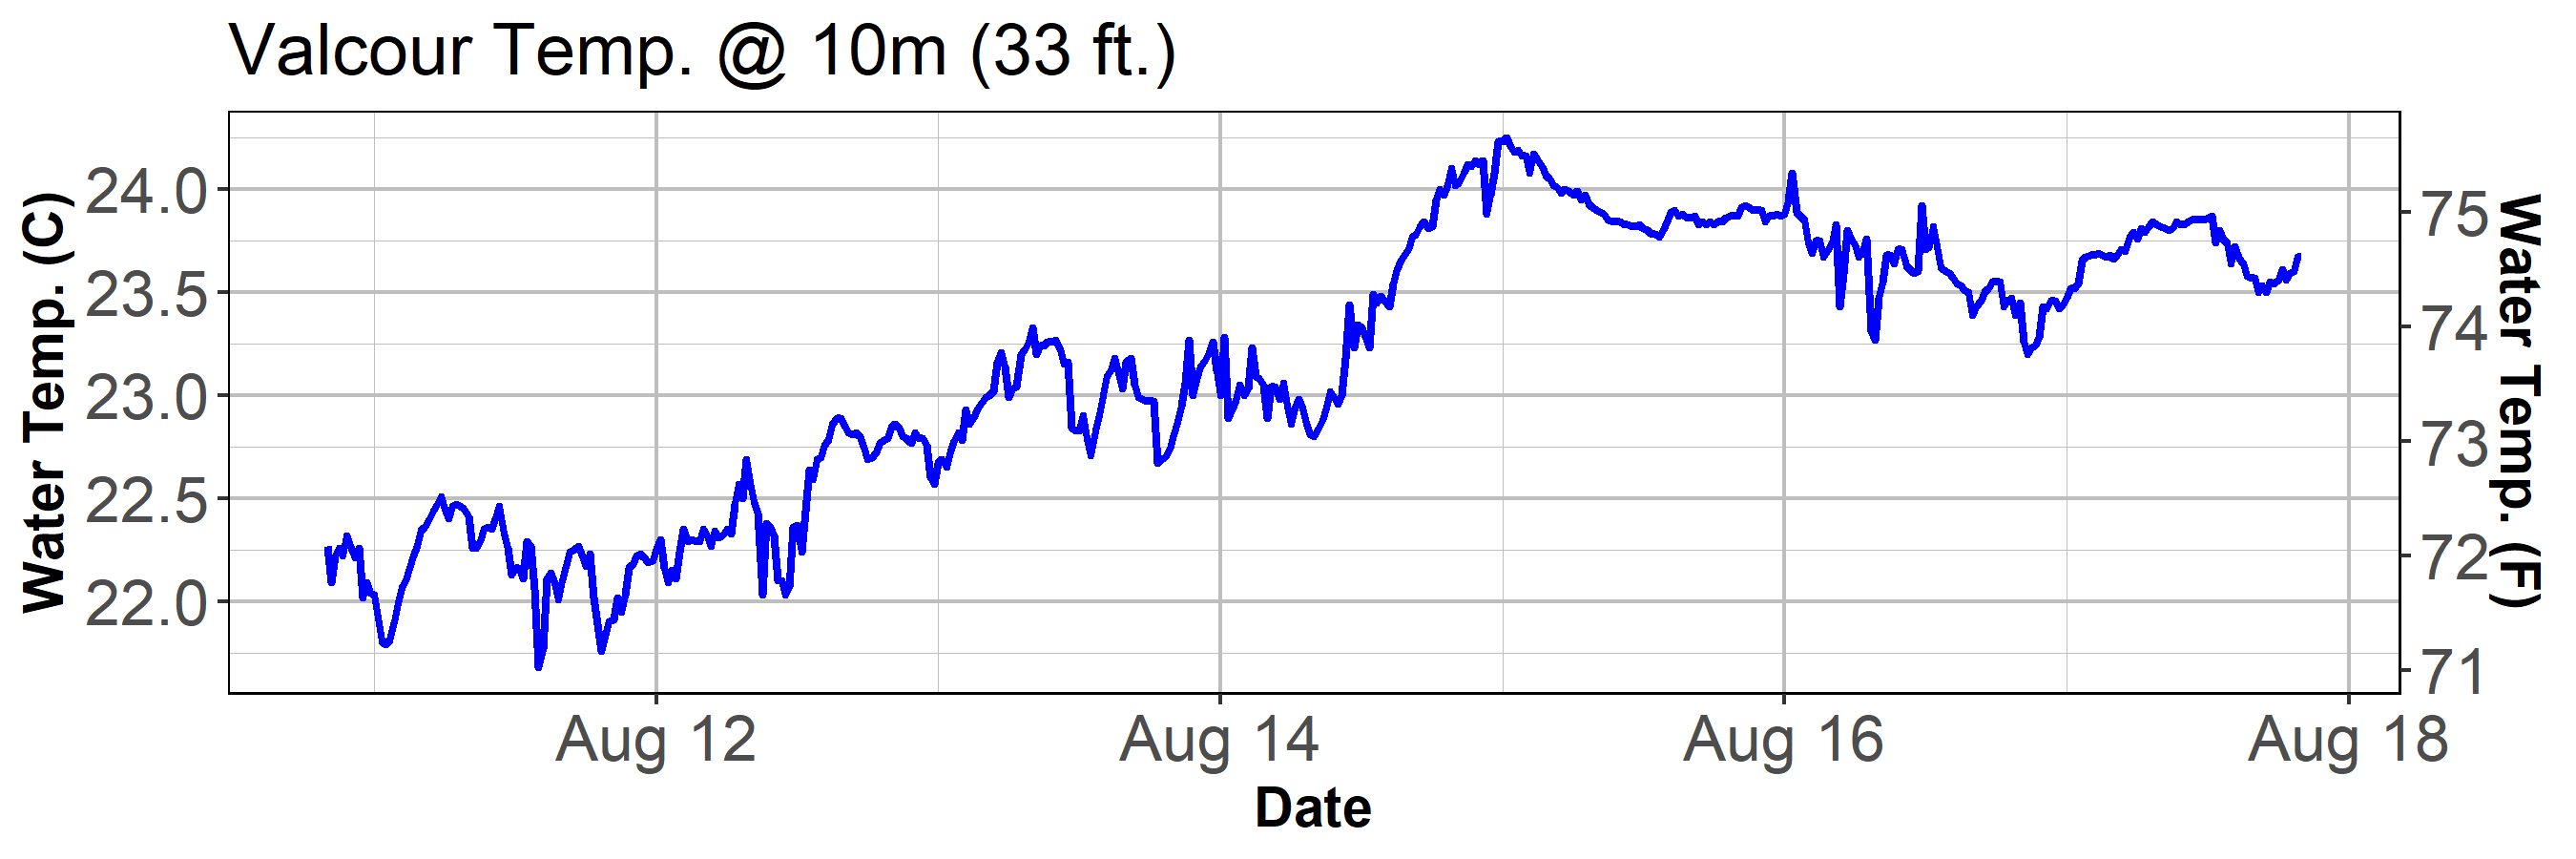 Valcour Temp. @ 10m (33 ft.)
Water Temp. (C)
24.0
23.5
23.0
22.5
22.0
75
74
73
72
71
Water Temp. (F)
Aug 12 Aug 14 Aug 16 Aug 18
Date